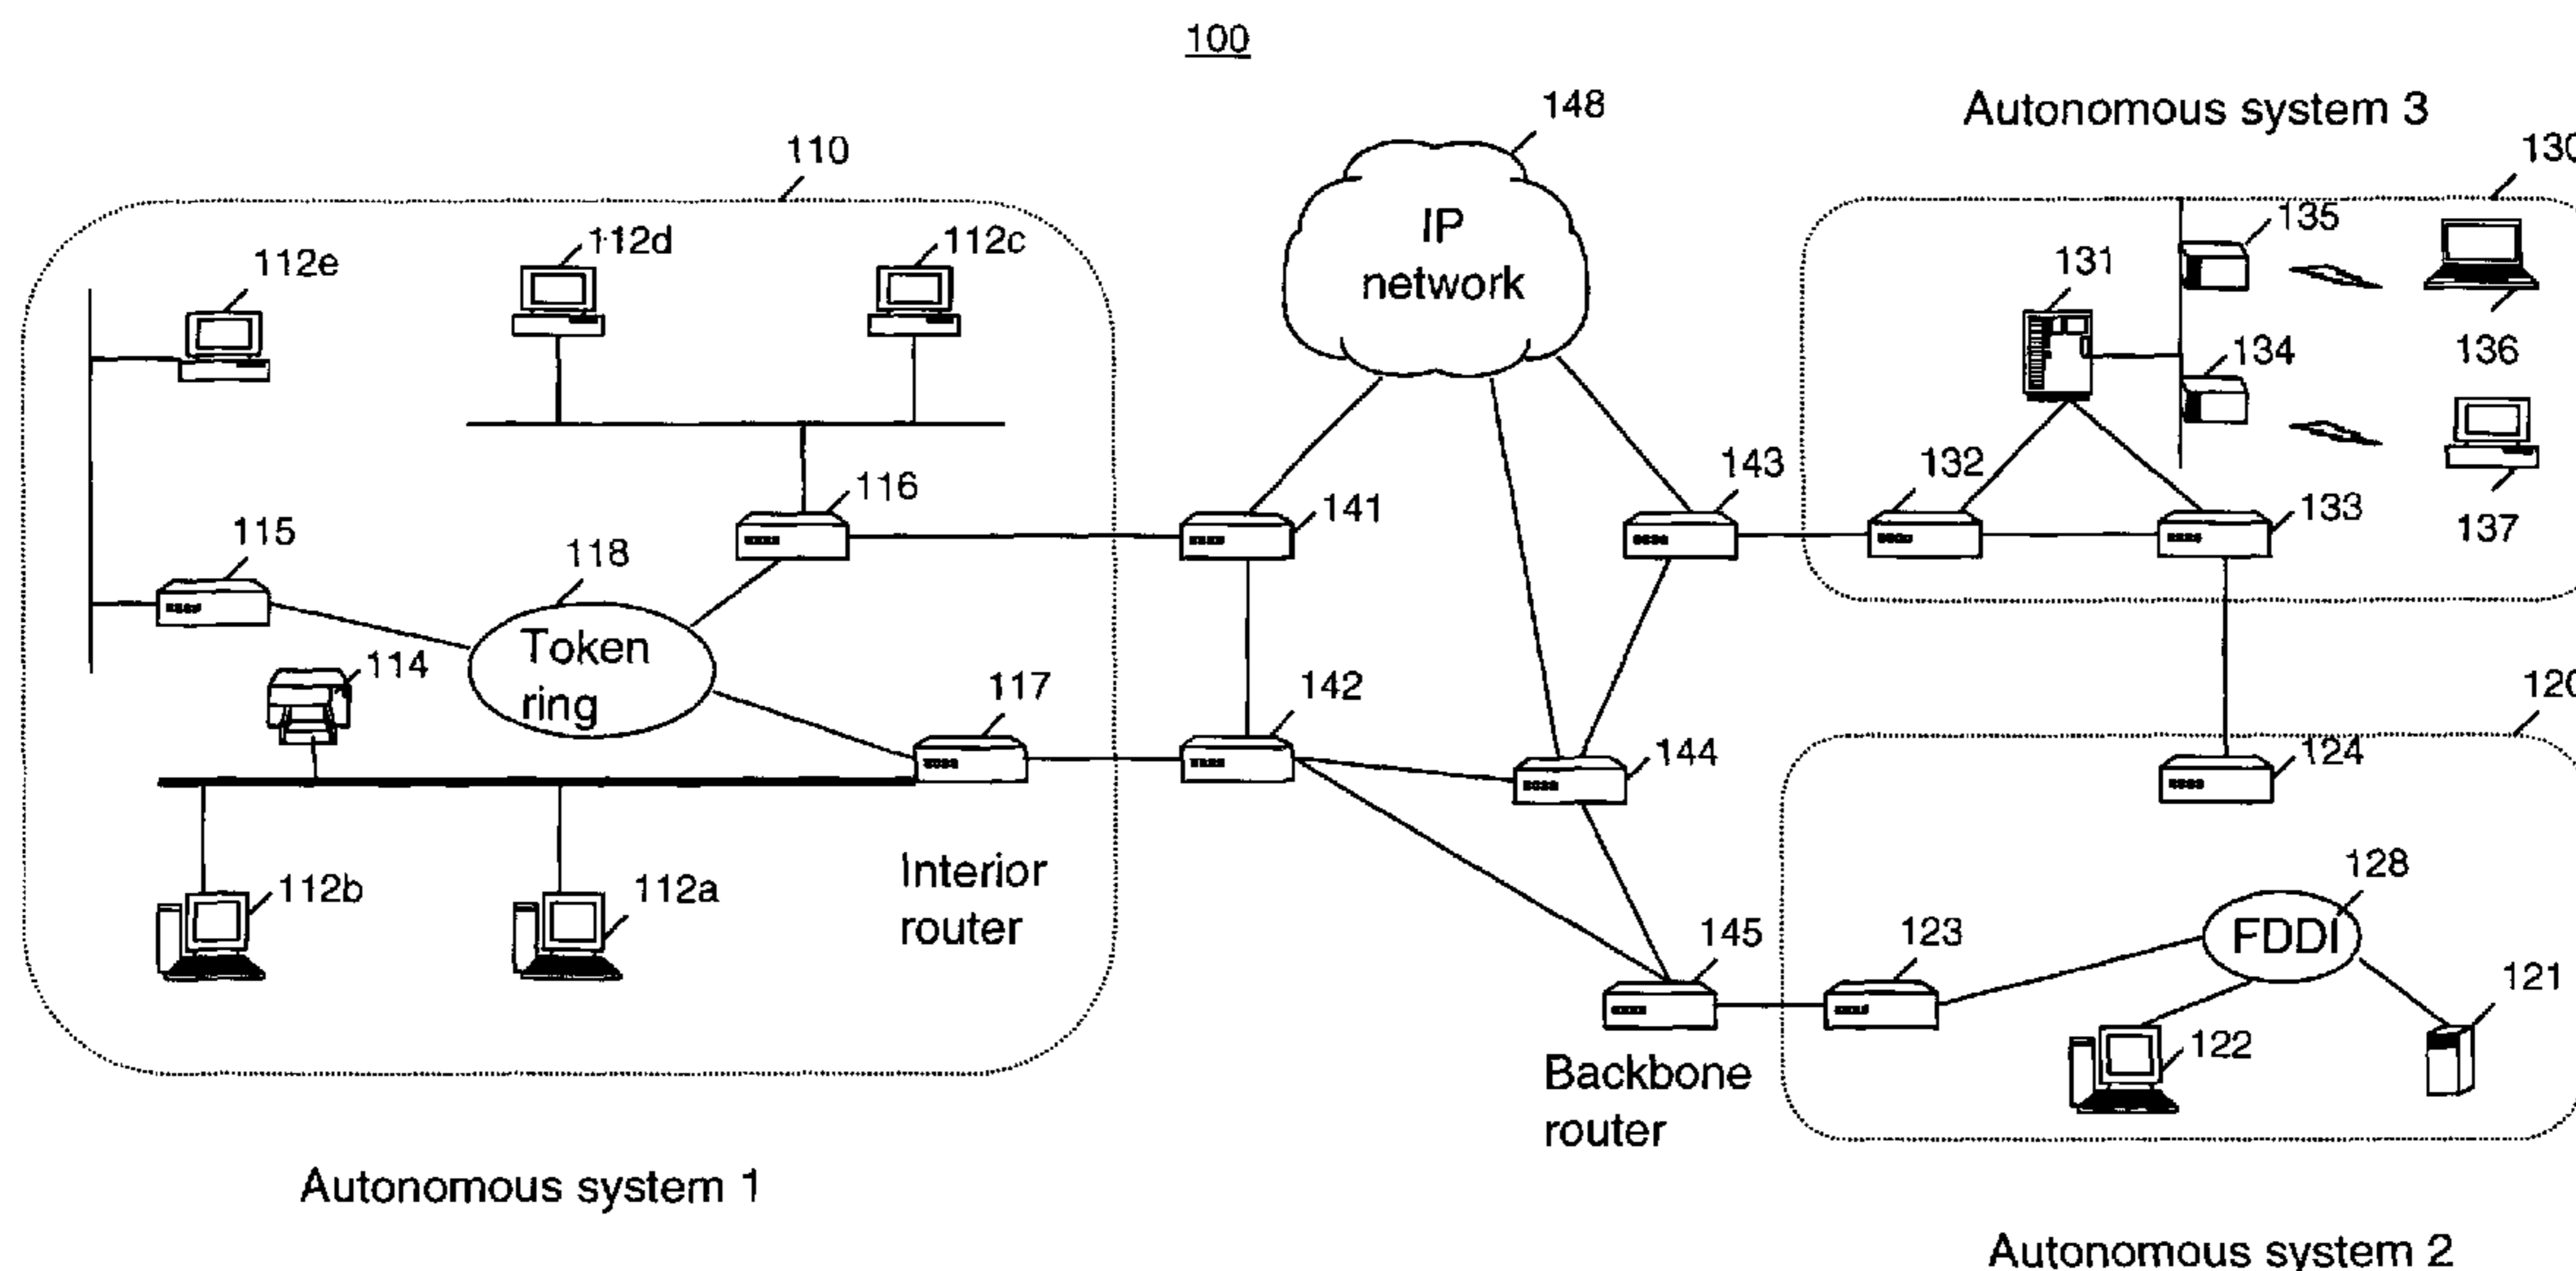 100
148
Autonomous system 3
110
130
IP
network
135
112e
112d
112c
131
134
136
116
143
132
115
118
141
133
137
Token
ring
114
117
142
120
144
124
112b
112a
Interior
router
128
FDDI
145
123
121
122
Backbone
router
Autonomous system 1
Autonomous system 2